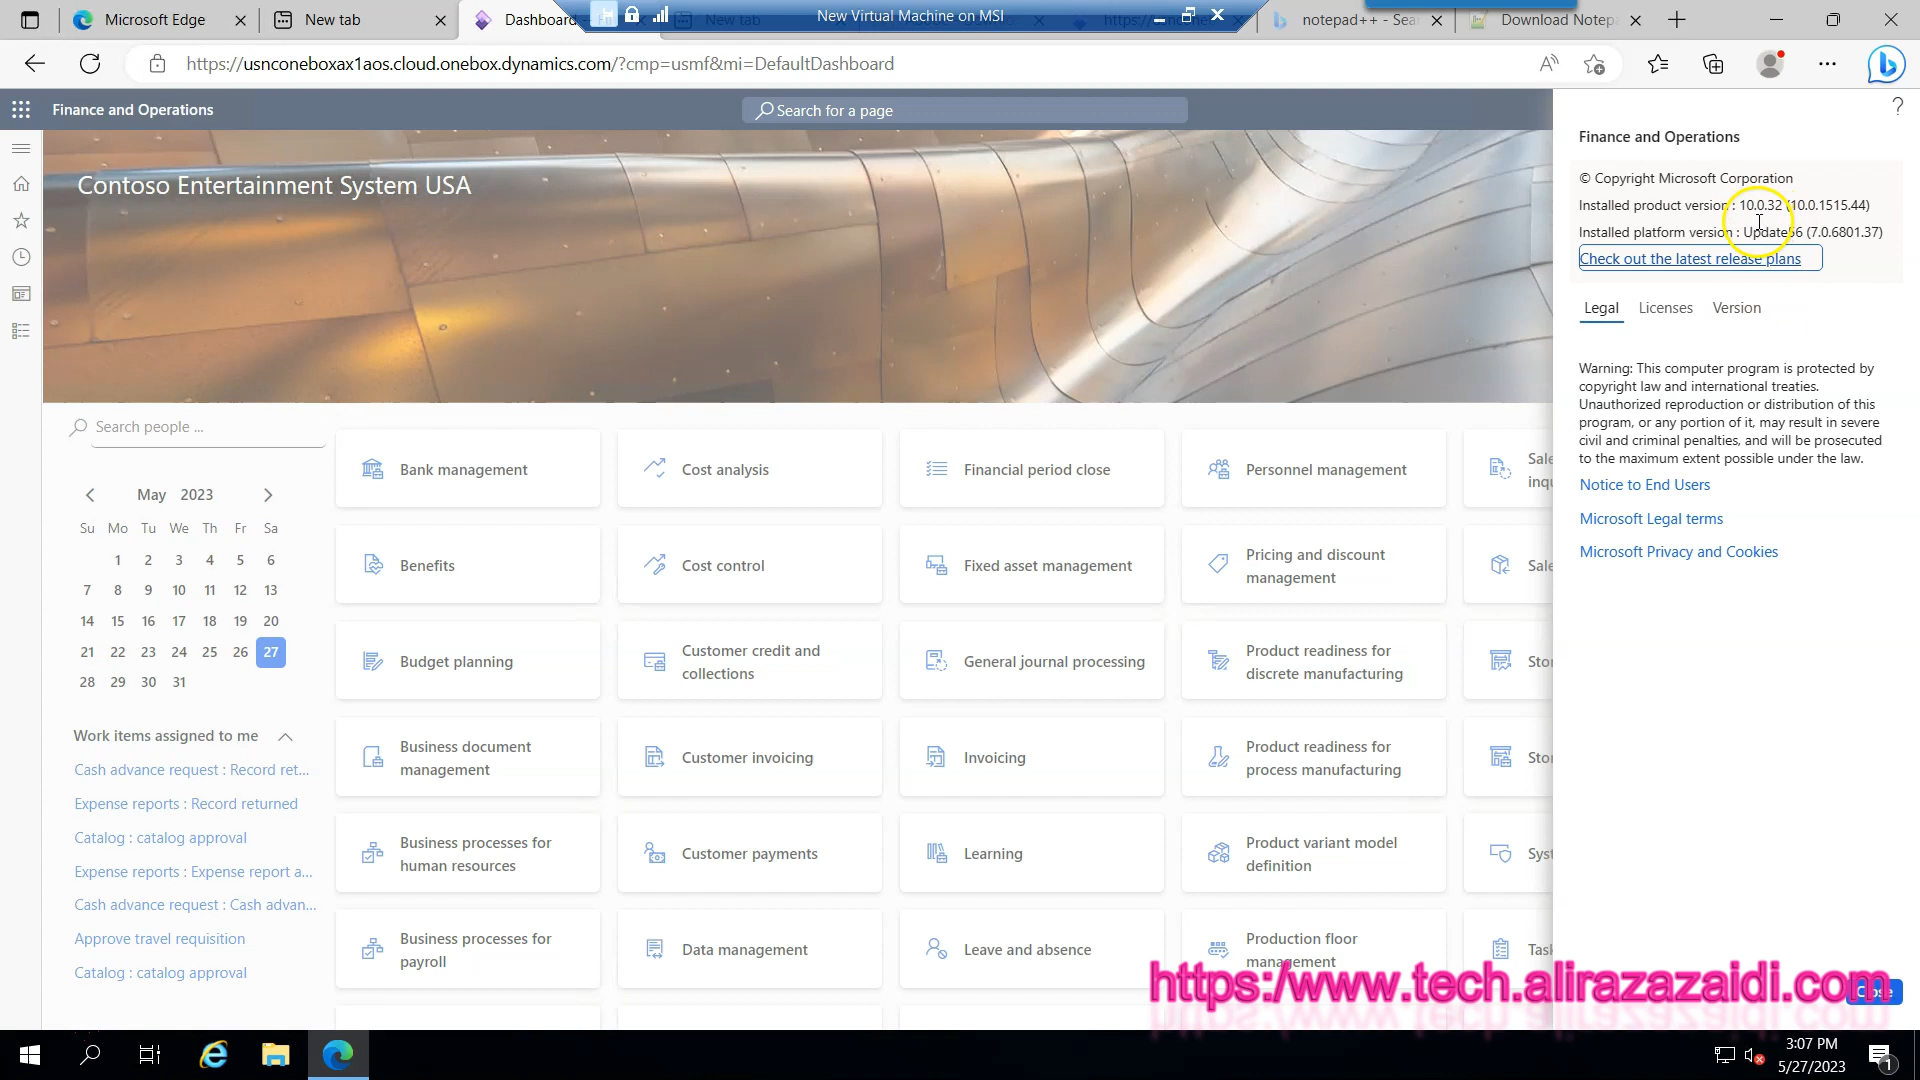 Microsoft Edge
New tab
Dashboard
New tab
New Virtual Machine on MSI
notepad++ - Sea
Download Notep
https://usnconeboxax1aos.cloud.onebox.dynamics.com/?cmp=usmf&mi=DefaultDashboard
Finance and Operations
Search for a page
?
Contoso Entertainment System USA
Search people ...
May 2023
Su Mo Tu We Th Fr Sa
1 2 3 4 5 6
7 8 9 10 11 12 13
14 15 16 17 18 19 20
21 22 23 24 25 26 27
28 29 30 31
Work items assigned to me
Cash advance request : Record ret...
Expense reports : Record returned
Catalog : catalog approval
Expense reports : Expense report a...
Cash advance request : Cash advan...
Approve travel requisition
Catalog : catalog approval
Bank management
Cost analysis
Financial period close
Personnel management
Sale
inqu
Benefits
Cost control
Fixed asset management
Pricing and discount
management
Sale
Budget planning
Customer credit and
collections
General journal processing
Product readiness for
discrete manufacturing
Stor
Business document
management
Customer invoicing
Invoicing
Product readiness for
process manufacturing
Stor
Business processes for
human resources
Customer payments
Learning
Product variant model
definition
Syst
Business processes for
payroll
Data management
Leave and absence
Production floor
management
Task
Finance and Operations
© Copyright Microsoft Corporation
Installed product version : 10.0.32 (10.0.1515.44)
Installed platform version : Update56 (7.0.6801.37)
Check out the latest release plans
Legal Licenses Version
Warning: This computer program is protected by
copyright law and international treaties.
Unauthorized reproduction or distribution of this
program, or any portion of it, may result in severe
civil and criminal penalties, and will be prosecuted
to the maximum extent possible under the law.
Notice to End Users
Microsoft Legal terms
Microsoft Privacy and Cookies
https:/www.tech.alirazazaidi.com
Close
3:07 PM
5/27/2023
1